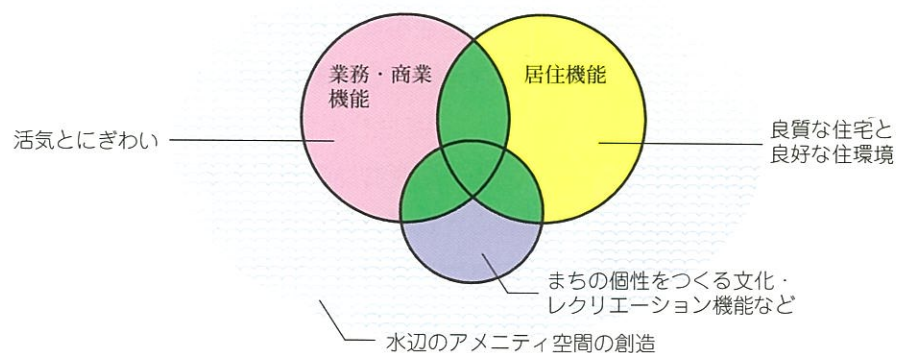 業務・商業
機能
居住機能
活気とにぎわい
良質な住宅と
良好な住環境
まちの個性をつくる文化・
レクリエーション機能など
水辺のアメニティ空間の創造